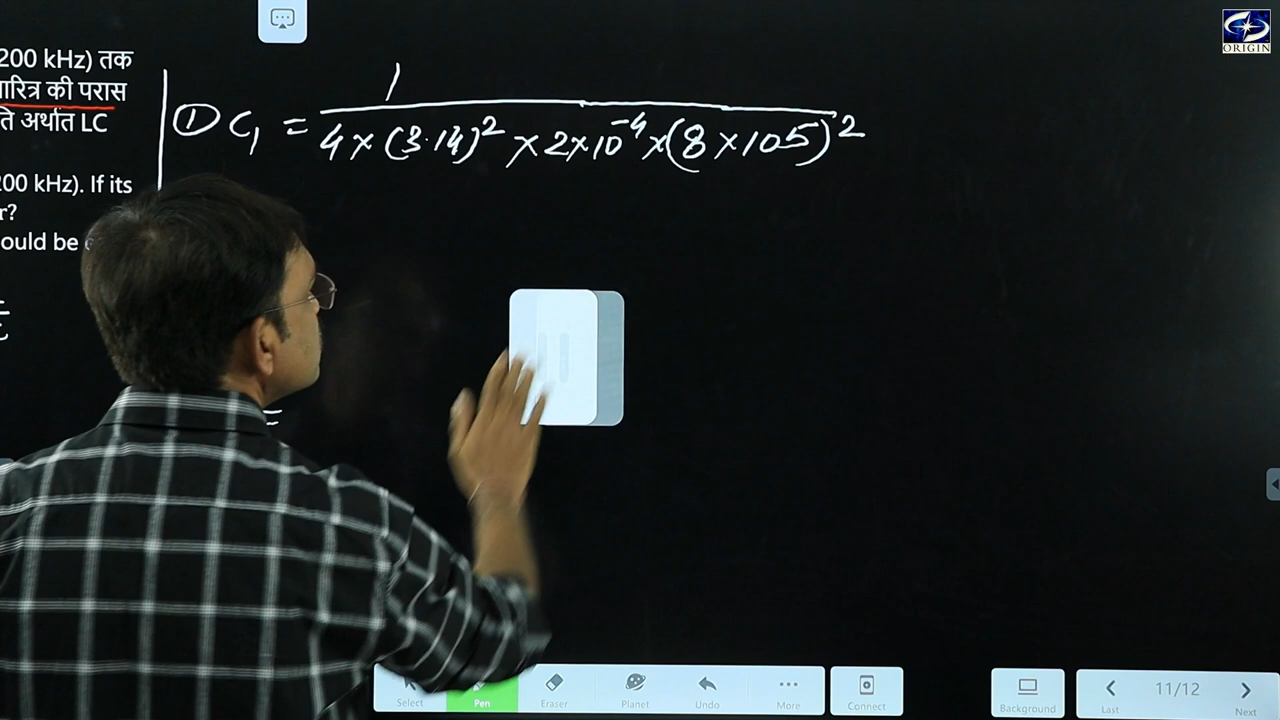 200 kHz) तक
ारित्र की परास
ति अर्थात LC
200 kHz). If its
r?
ould be
① C₁ = 1 / 4 × (3.14)² × 2×10⁻⁴ × (8 × 105)²
=
ORIGIN
Select
Pen
Eraser
Planet
Undo
More
Connect
Background
Last
11/12
Next